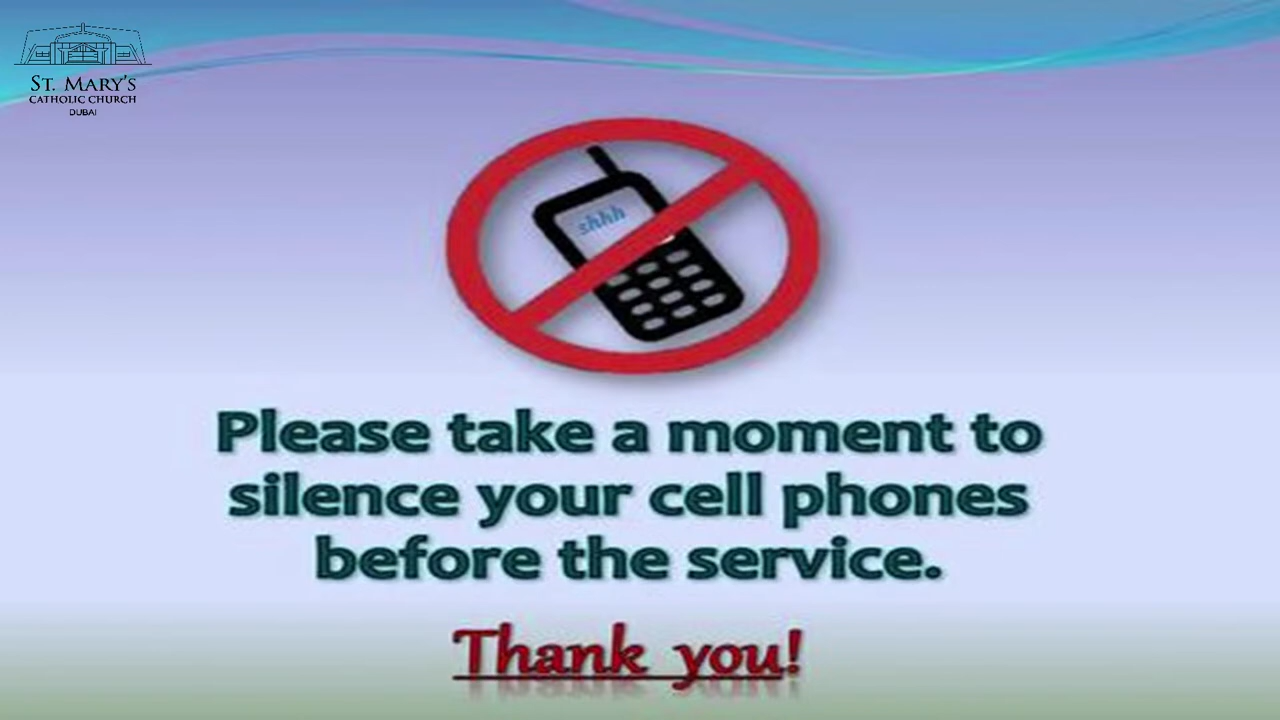 ST. MARY'S
CATHOLIC CHURCH
DUBAI
shhh
Please take a moment to
silence your cell phones
before the service.
Thank you!